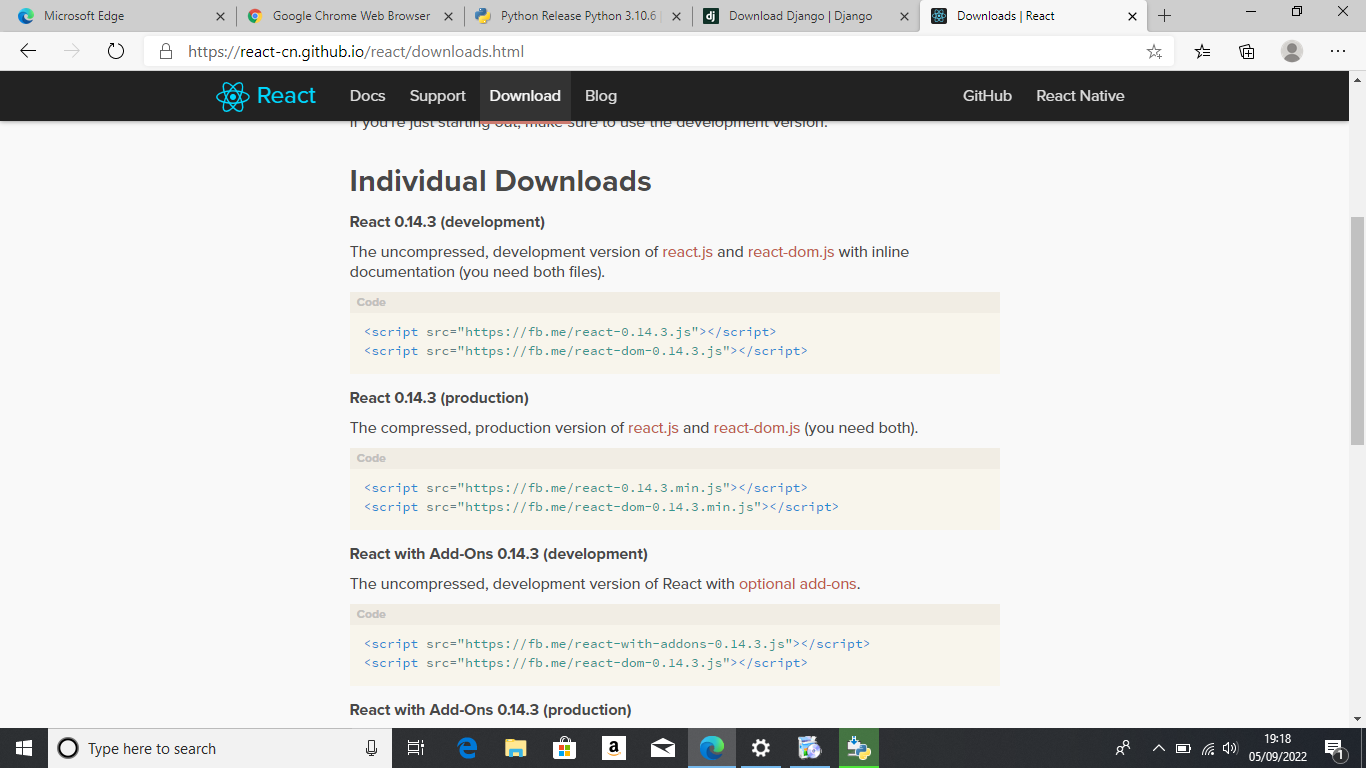 Microsoft Edge
Google Chrome Web Browser
Python Release Python 3.10.6
Download Django | Django
Downloads | React
https://react-cn.github.io/react/downloads.html
React Docs Support Download Blog GitHub React Native
If you're just starting out, make sure to use the development version.
Individual Downloads
React 0.14.3 (development)
The uncompressed, development version of react.js and react-dom.js with inline
documentation (you need both files).
Code
<script src="https://fb.me/react-0.14.3.js"></script>
<script src="https://fb.me/react-dom-0.14.3.js"></script>
React 0.14.3 (production)
The compressed, production version of react.js and react-dom.js (you need both).
Code
<script src="https://fb.me/react-0.14.3.min.js"></script>
<script src="https://fb.me/react-dom-0.14.3.min.js"></script>
React with Add-Ons 0.14.3 (development)
The uncompressed, development version of React with optional add-ons.
Code
<script src="https://fb.me/react-with-addons-0.14.3.js"></script>
<script src="https://fb.me/react-dom-0.14.3.js"></script>
React with Add-Ons 0.14.3 (production)
Type here to search
19:18
05/09/2022
1